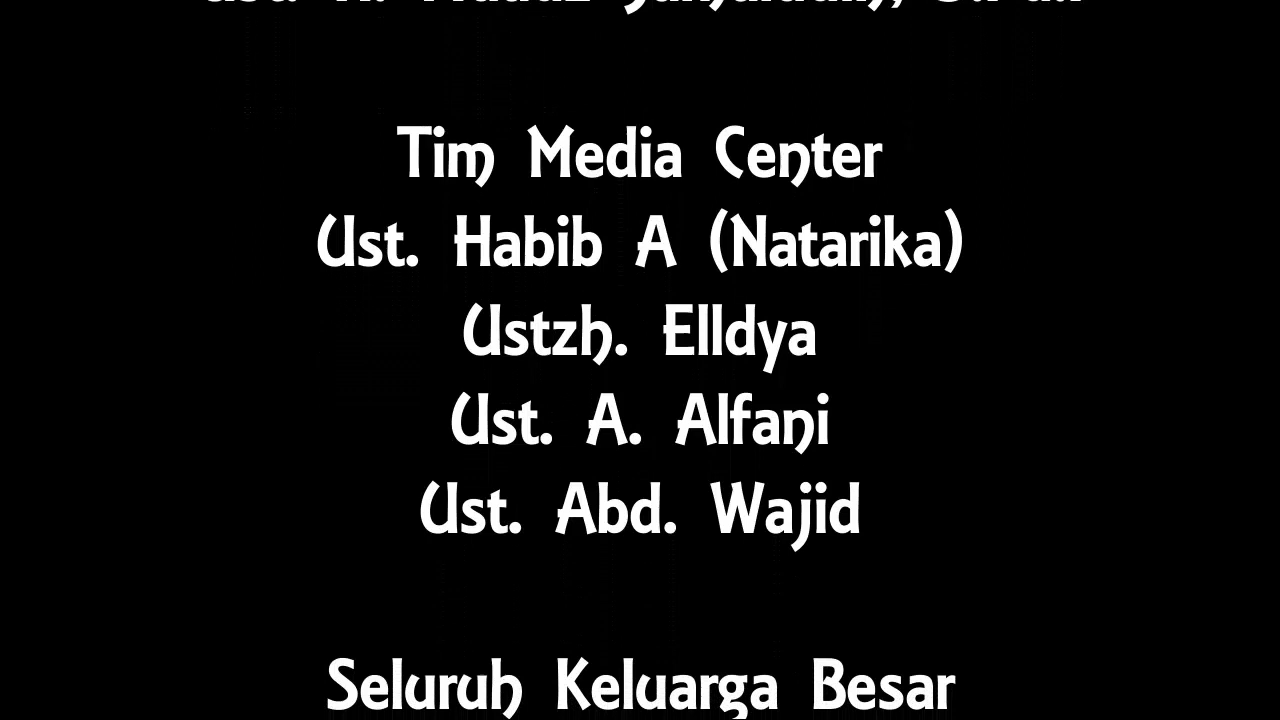 Tim Media Center
Ust. Habib A (Natarika)
Ustzh. Elldya
Ust. A. Alfani
Ust. Abd. Wajid
Seluruh Keluarga Besar